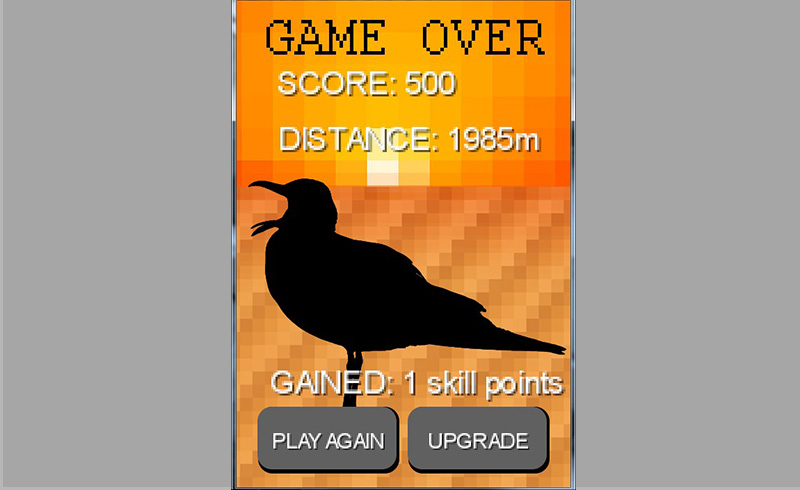 GAME OVER
SCORE: 500
DISTANCE: 1985m
GAINED: 1 skill points
PLAY AGAIN
UPGRADE